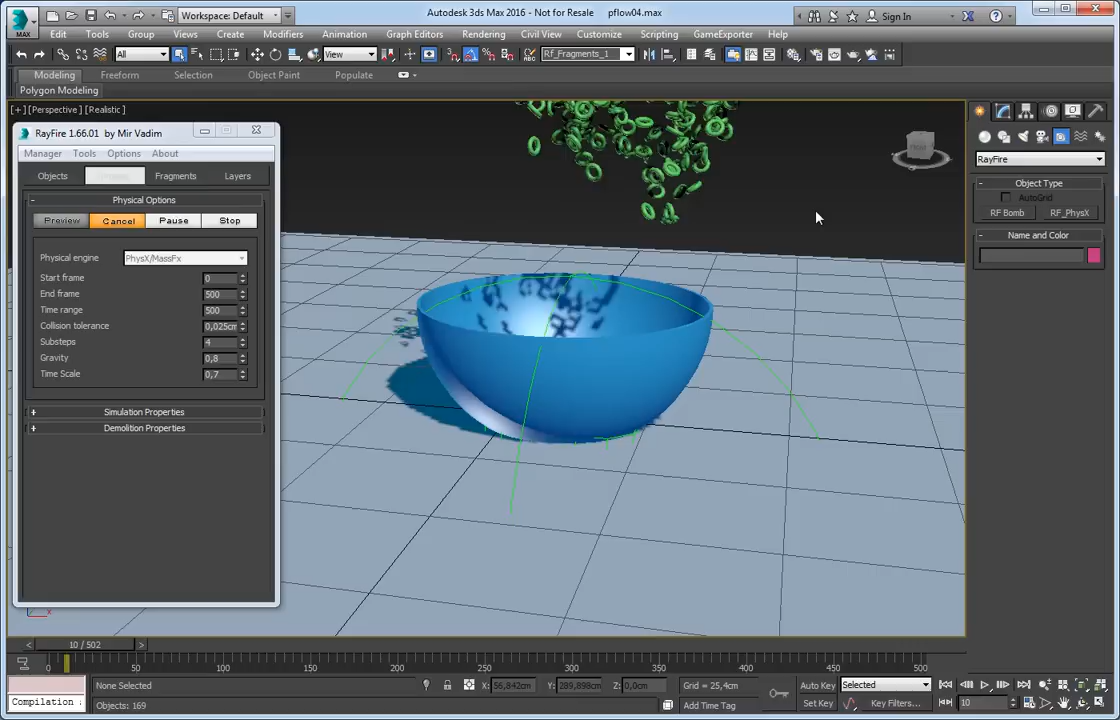 Autodesk 3ds Max 2016 - Not for Resale pflow04.max
MAX
Workspace: Default
Sign In
Edit Tools Group Views Create Modifiers Animation Graph Editors Rendering Civil View Customize Scripting GameExporter Help
All
View
RF_Fragments_1
Modeling Freeform Selection Object Paint Populate
Polygon Modeling
[+] [Perspective] [Realistic]
RayFire 1.66.01 by Mir Vadim
Manager Tools Options About
Objects Fragments Layers
- Physical Options
Preview Cancel Pause Stop
Physical engine PhysX/MassFx
Start frame 0
End frame 500
Time range 500
Collision tolerance 0,025cm
Substeps 4
Gravity 0,8
Time Scale 0,7
+ Simulation Properties
+ Demolition Properties
RayFire
- Object Type
AutoGrid
RF Bomb RF_PhysX
- Name and Color
x
< 10 / 502 >
0 50 100 150 200 250 300 350 400 450 500
None Selected
X: 56,842cm Y: 289,898cm Z: 0,0cm
Grid = 25,4cm
Auto Key Selected
Compilation
Objects: 169
Add Time Tag
Set Key Key Filters...
10